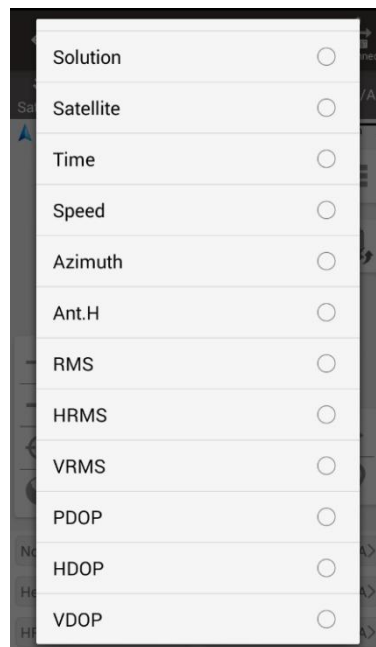 Solution
Satellite
Time
Speed
Azimuth
Ant.H
RMS
HRMS
VRMS
PDOP
HDOP
VDOP